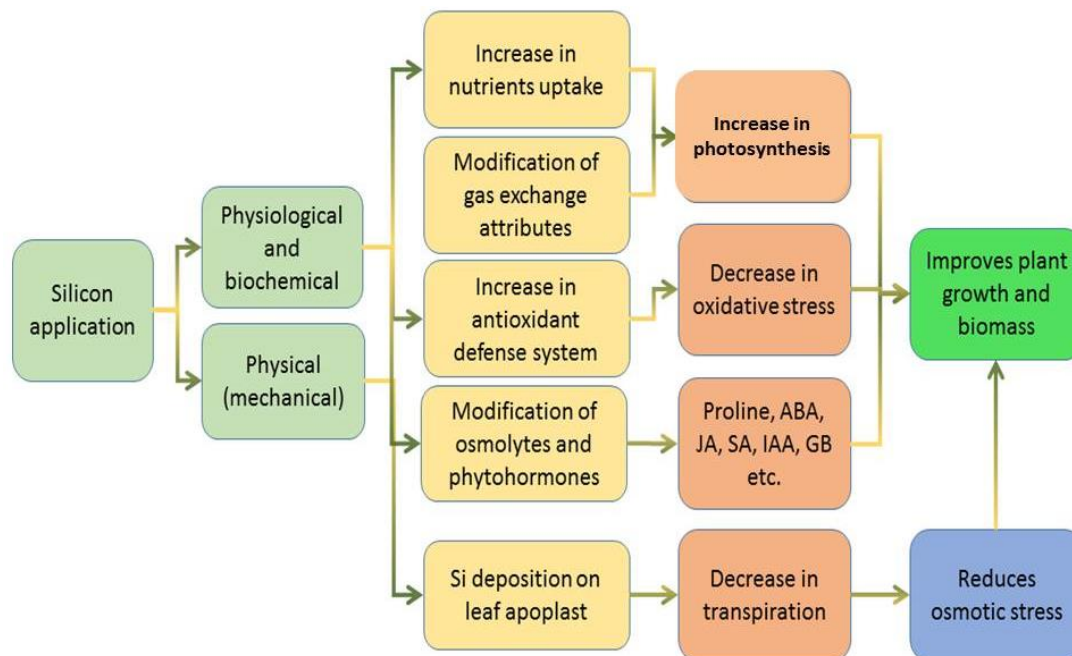 Silicon
application
Physiological
and
biochemical
Physical
(mechanical)
Increase in
nutrients uptake
Modification of
gas exchange
attributes
Increase in
antioxidant
defense system
Modification of
osmolytes and
phytohormones
Si deposition on
leaf apoplast
Increase in
photosynthesis
Decrease in
oxidative stress
Proline, ABA,
JA, SA, IAA, GB
etc.
Decrease in
transpiration
Improves plant
growth and
biomass
Reduces
osmotic stress